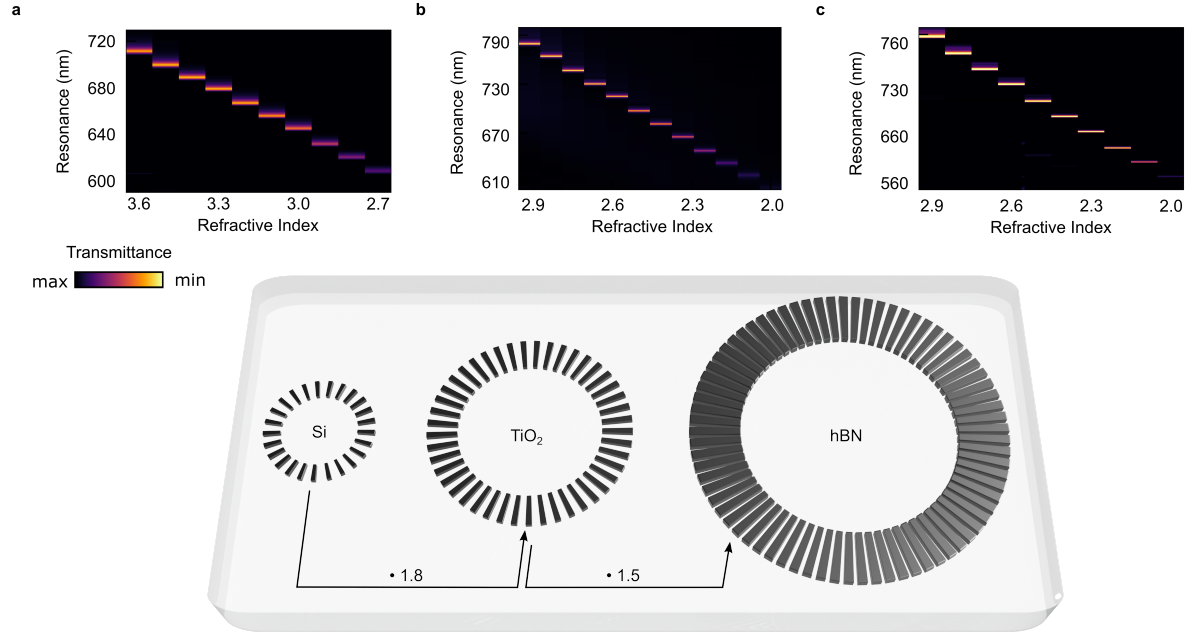 a
b
c
Resonance (nm)
720
680
640
600
3.6
3.3
3.0
2.7
Refractive Index
Resonance (nm)
790
730
670
610
2.9
2.6
2.3
2.0
Refractive Index
Resonance (nm)
760
730
660
560
2.9
2.6
2.3
2.0
Refractive Index
Transmittance
max
min
Si
TiO₂
hBN
• 1.8
• 1.5